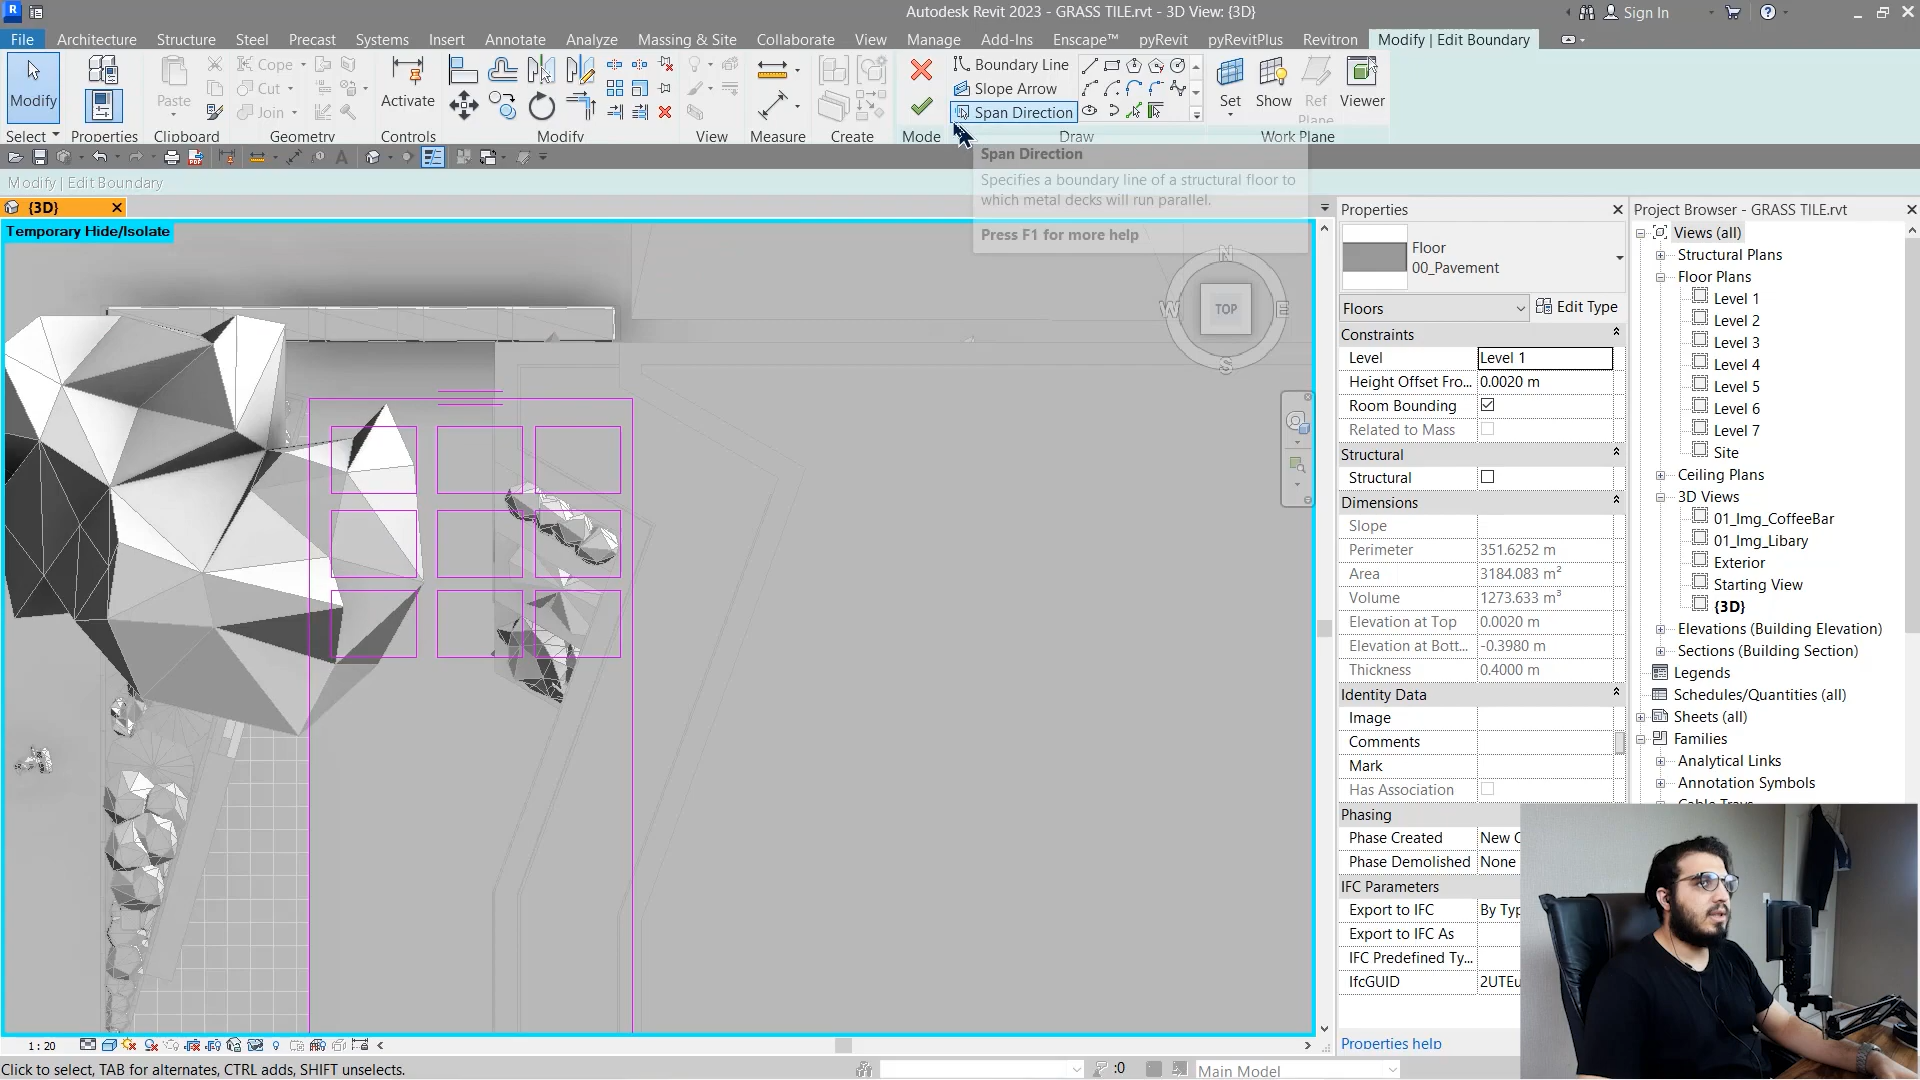 Autodesk Revit 2023 - GRASS TILE.rvt - 3D View: {3D}
Sign In
File Architecture Structure Steel Precast Systems Insert Annotate Analyze Massing & Site Collaborate View Manage Add-Ins Enscape™ pyRevit pyRevitPlus Revitron Modify | Edit Boundary
Modify
Paste
Cope
Cut
Join
Activate
Boundary Line
Slope Arrow
Span Direction
Set
Show
Ref
Plane
Viewer
Select Properties Clipboard Geometry Controls Modify View Measure Create Mode Draw Work Plane
Modify | Edit Boundary
Span Direction
Specifies a boundary line of a structural floor to
which metal decks will run parallel.
Press F1 for more help
{3D}
Temporary Hide/Isolate
N
W
TOP
E
S
Properties
Floor
00_Pavement
Floors
Edit Type
Constraints
Level Level 1
Height Offset Fro... 0.0020 m
Room Bounding
Related to Mass
Structural
Structural
Dimensions
Slope
Perimeter 351.6252 m
Area 3184.083 m²
Volume 1273.633 m³
Elevation at Top 0.0020 m
Elevation at Bott... -0.3980 m
Thickness 0.4000 m
Identity Data
Image
Comments
Mark
Has Association
Phasing
Phase Created New C
Phase Demolished None
IFC Parameters
Export to IFC By Typ
Export to IFC As
IFC Predefined Ty...
IfcGUID 2UTEu
Properties help
Project Browser - GRASS TILE.rvt
Views (all)
Structural Plans
Floor Plans
Level 1
Level 2
Level 3
Level 4
Level 5
Level 6
Level 7
Site
Ceiling Plans
3D Views
01_Img_CoffeeBar
01_Img_Libary
Exterior
Starting View
{3D}
Elevations (Building Elevation)
Sections (Building Section)
Legends
Schedules/Quantities (all)
Sheets (all)
Families
Analytical Links
Annotation Symbols
1 : 20
Click to select, TAB for alternates, CTRL adds, SHIFT unselects.
:0
Main Model